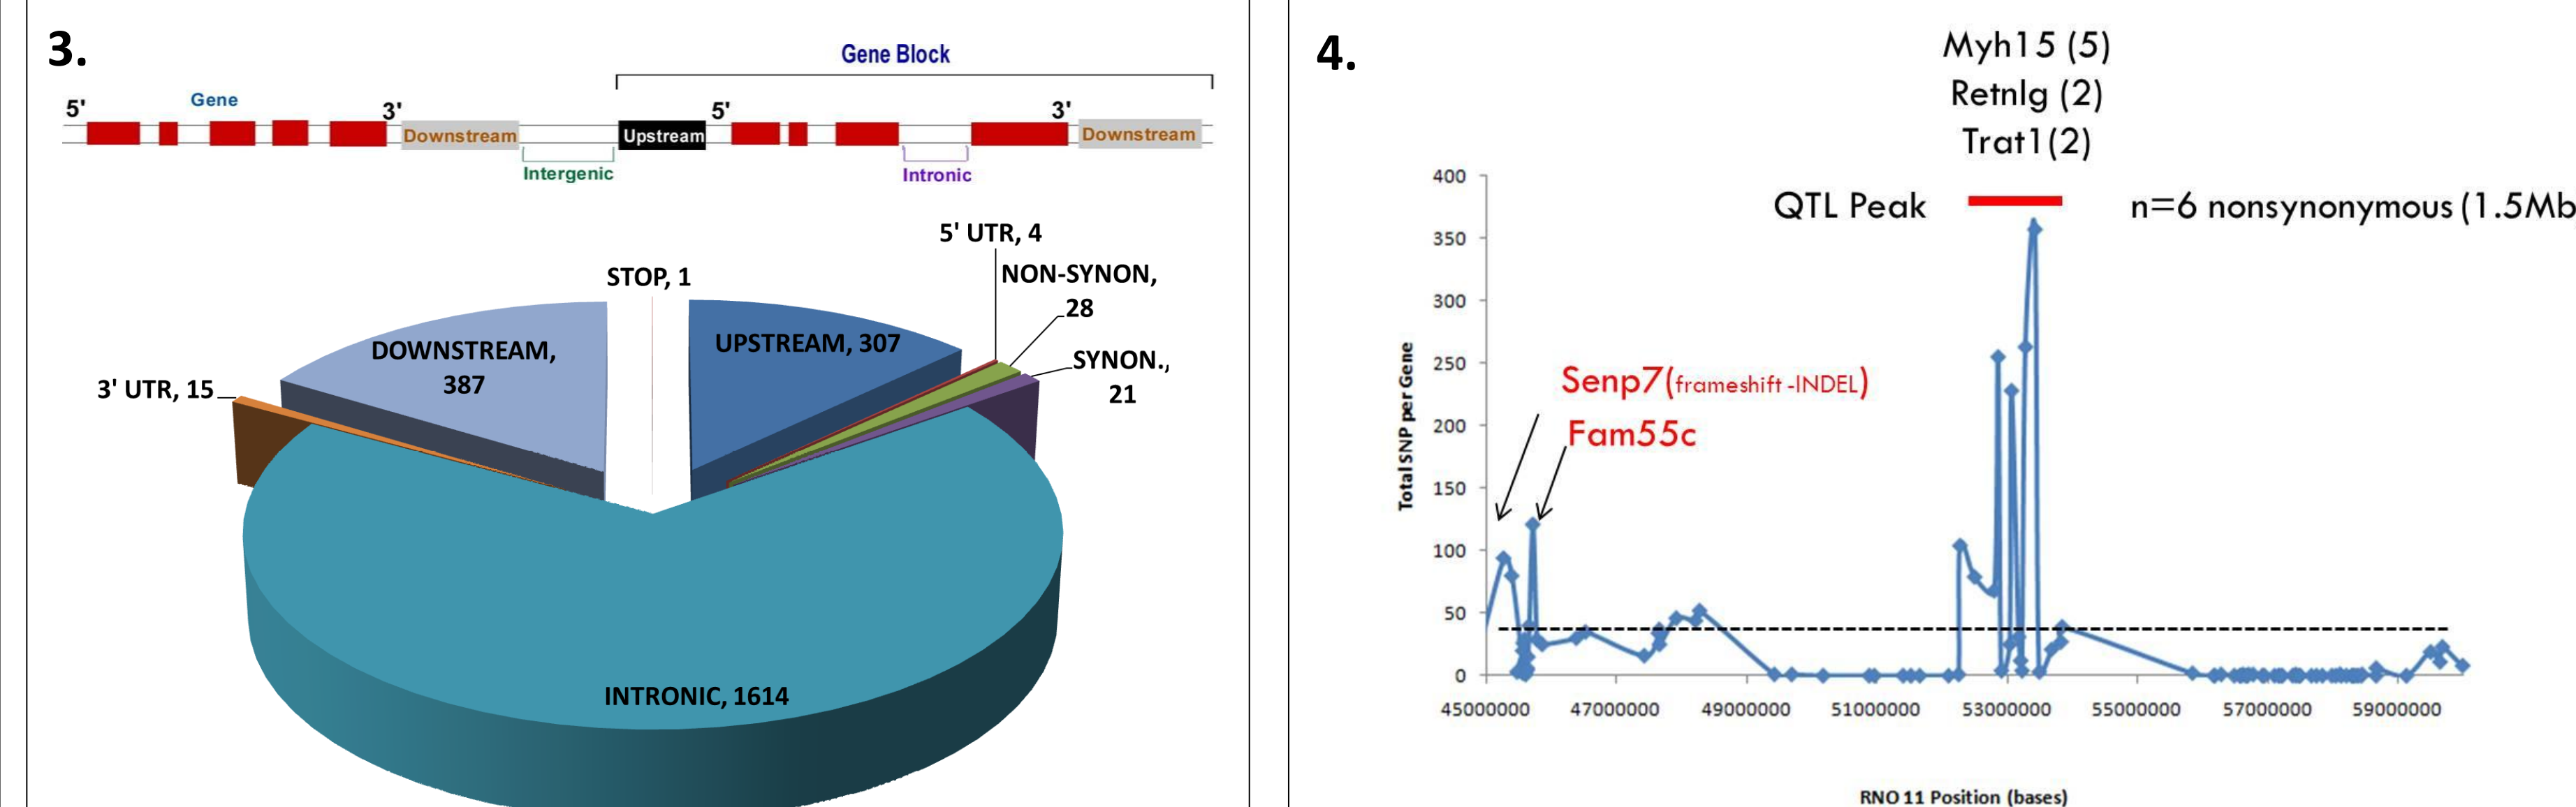 3.
Gene Block
5' Gene 3' 5' 3'
Downstream Upstream Downstream
Intergenic Intronic
5' UTR, 4
STOP, 1
NON-SYNON,
28
UPSTREAM, 307
DOWNSTREAM,
387
SYNON.,
21
3' UTR, 15
INTRONIC, 1614
4.
Myh15 (5)
Retnlg (2)
Trat1(2)
QTL Peak n=6 nonsynonymous (1.5Mb
Total SNP per Gene
400
350
300
250
200
150
100
50
0
Senp7(frameshift -INDEL)
Fam55c
45000000 47000000 49000000 51000000 53000000 55000000 57000000 59000000
RNO 11 Position (bases)